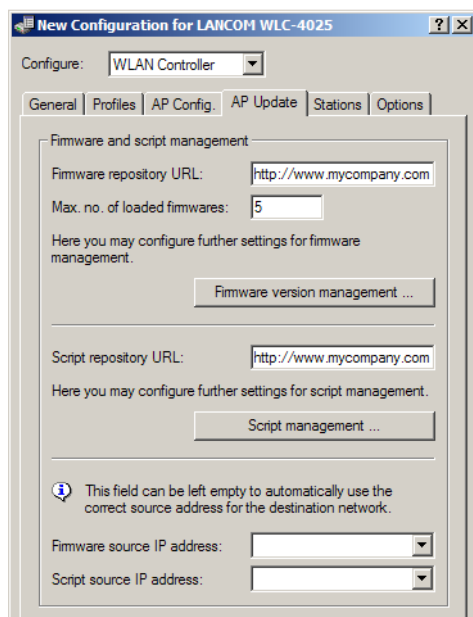 New Configuration for LANCOM WLC-4025
Configure: WLAN Controller
General Profiles AP Config. AP Update Stations Options
Firmware and script management
Firmware repository URL: http://www.mycompany.com
Max. no. of loaded firmwares: 5
Here you may configure further settings for firmware
management.
Firmware version management ...
Script repository URL: http://www.mycompany.com
Here you may configure further settings for script management.
Script management ...
This field can be left empty to automatically use the
correct source address for the destination network.
Firmware source IP address:
Script source IP address: